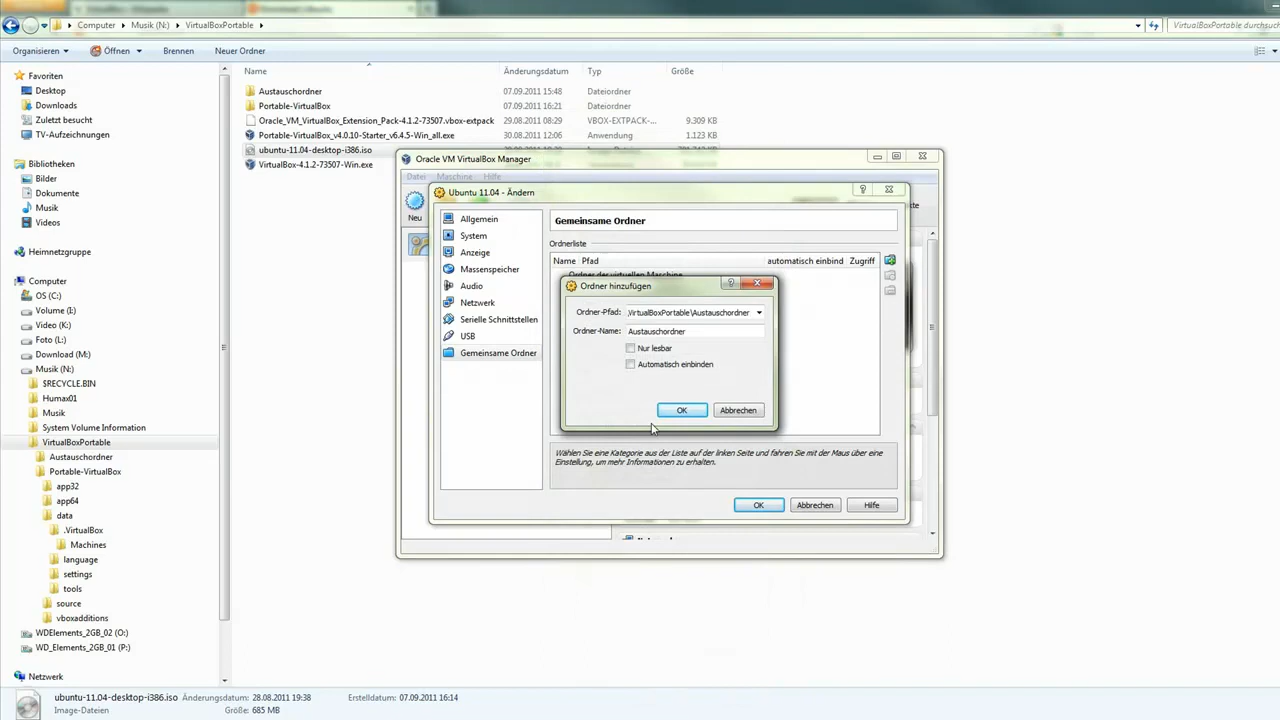 Computer ▸ Musik (N:) ▸ VirtualBoxPortable ▸
VirtualBoxPortable durchsuch
Organisieren Öffnen Brennen Neuer Ordner
Favoriten
Desktop
Downloads
Zuletzt besucht
TV-Aufzeichnungen
Bibliotheken
Bilder
Dokumente
Musik
Videos
Heimnetzgruppe
Computer
OS (C:)
Volume (I:)
Video (K:)
Foto (L:)
Download (M:)
Musik (N:)
$RECYCLE.BIN
Humax01
Musik
System Volume Information
VirtualBoxPortable
Austauschordner
Portable-VirtualBox
app32
app64
data
.VirtualBox
Machines
language
settings
tools
source
vboxadditions
WDElements_2GB_02 (O:)
WD_Elements_2GB_01 (P:)
Netzwerk
Name Änderungsdatum Typ Größe
Austauschordner 07.09.2011 15:48 Dateiordner
Portable-VirtualBox 07.09.2011 16:21 Dateiordner
Oracle_VM_VirtualBox_Extension_Pack-4.1.2-73507.vbox-extpack 29.08.2011 08:29 VBOX-EXTPACK-... 9.309 KB
Portable-VirtualBox_v4.0.10-Starter_v6.4.5-Win_all.exe 30.08.2011 12:06 Anwendung 1.123 KB
ubuntu-11.04-desktop-i386.iso
VirtualBox-4.1.2-73507-Win.exe
Oracle VM VirtualBox Manager
Datei Maschine Hilfe
Neu
Ubuntu 11.04 - Ändern
Allgemein
System
Anzeige
Massenspeicher
Audio
Netzwerk
Serielle Schnittstellen
USB
Gemeinsame Ordner
Gemeinsame Ordner
Ordnerliste
Name Pfad automatisch einbind Zugriff
Ordner der virtuellen Maschine
Ordner hinzufügen
Ordner-Pfad: .VirtualBoxPortable\Austauschordner
Ordner-Name: Austauschordner
Nur lesbar
Automatisch einbinden
OK Abbrechen
Wählen Sie eine Kategorie aus der Liste auf der linken Seite und fahren Sie mit der Maus über eine
Einstellung, um mehr Informationen zu erhalten.
OK Abbrechen Hilfe
ubuntu-11.04-desktop-i386.iso Änderungsdatum: 28.08.2011 19:38 Erstelldatum: 07.09.2011 16:14
Image-Dateien Größe: 685 MB